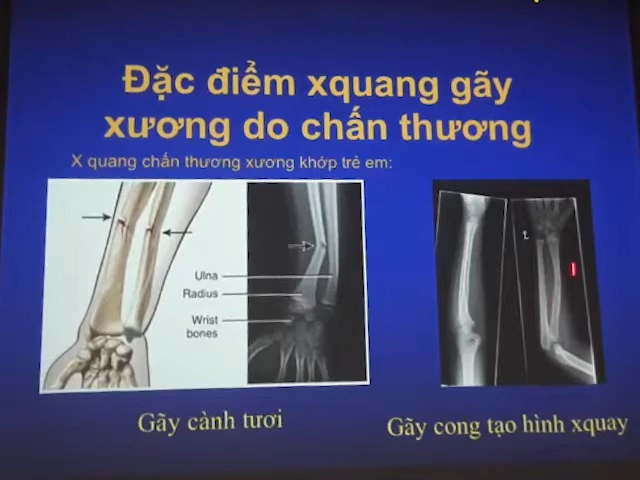 Đặc điểm xquang gãy
xương do chấn thương
X quang chấn thương xương khớp trẻ em:
Ulna
Radius
Wrist
bones
L
Gãy cành tươi
Gãy cong tạo hình xquay